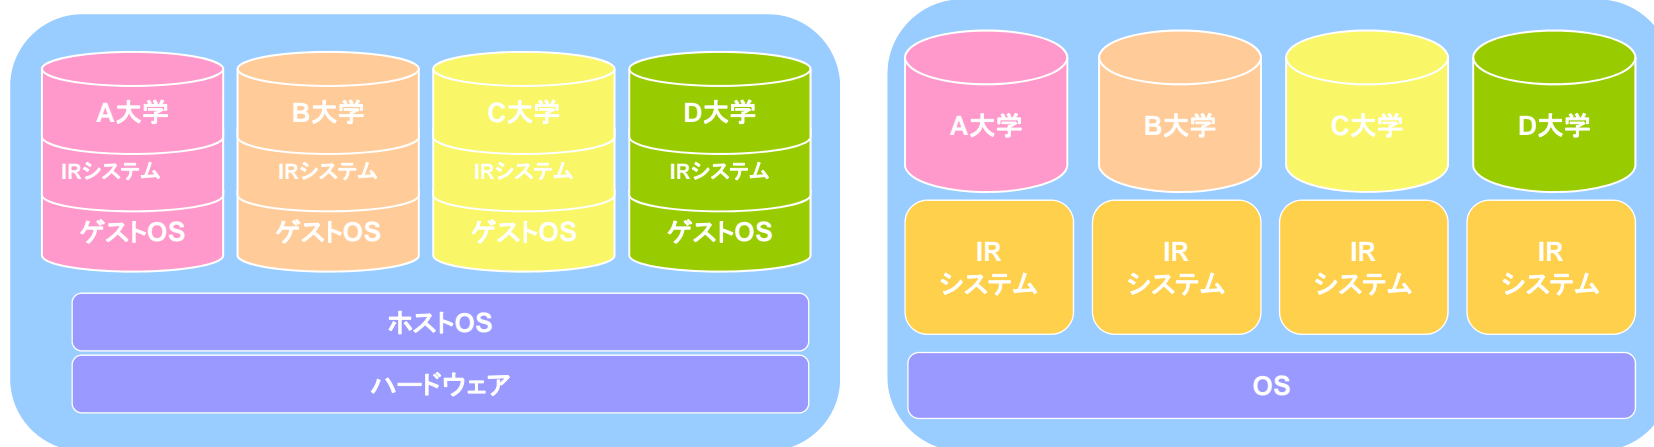 A大学
B大学
C大学
D大学
IRシステム
IRシステム
IRシステム
IRシステム
ゲストOS
ゲストOS
ゲストOS
ゲストOS
ホストOS
ハードウェア
A大学
B大学
C大学
D大学
IR
システム
IR
システム
IR
システム
IR
システム
OS